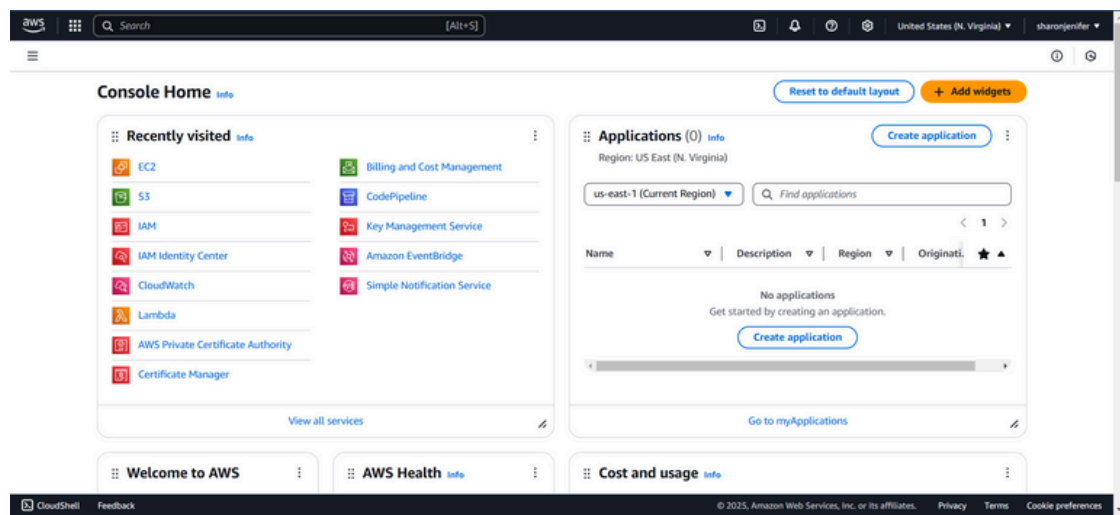 aws
Search [Alt+S]
United States (N. Virginia)
sharonjenifer
Console Home Info
Reset to default layout
+ Add widgets
Recently visited Info
EC2
S3
IAM
IAM Identity Center
CloudWatch
Lambda
AWS Private Certificate Authority
Certificate Manager
Billing and Cost Management
CodePipeline
Key Management Service
Amazon EventBridge
Simple Notification Service
View all services
Applications (0) Info
Create application
Region: US East (N. Virginia)
us-east-1 (Current Region)
Find applications
1
Name Description Region Originati.
No applications
Get started by creating an application.
Create application
Go to myApplications
Welcome to AWS
AWS Health Info
Cost and usage Info
CloudShell Feedback
© 2025, Amazon Web Services, Inc. or its affiliates. Privacy Terms Cookie preferences